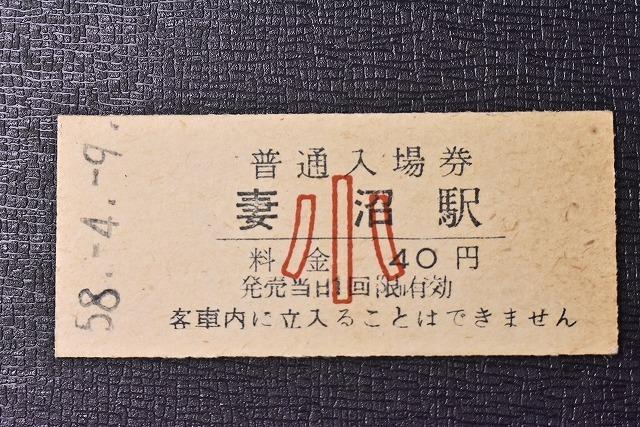 58.-4.-9.
普通入場券
妻沼駅
小
料金 40円
発売当日1回限有効
客車内に立入ることはできません